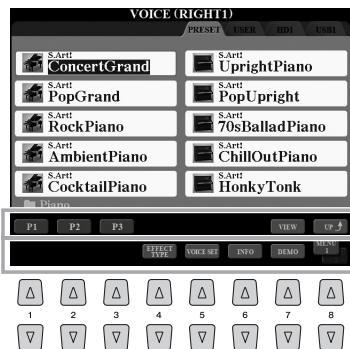 VOICE (RIGHT1)
PRESET USER HD1 USB1
S.Art!
ConcertGrand
S.Art!
UprightPiano
S.Art!
PopGrand
S.Art!
PopUpright
S.Art!
RockPiano
S.Art!
70sBalladPiano
S.Art!
AmbientPiano
S.Art!
ChillOutPiano
S.Art!
CocktailPiano
S.Art!
HonkyTonk
Piano
P1 P2 P3 VIEW UP
EFFECT TYPE VOICE SET INFO DEMO MENU 1
1 2 3 4 5 6 7 8